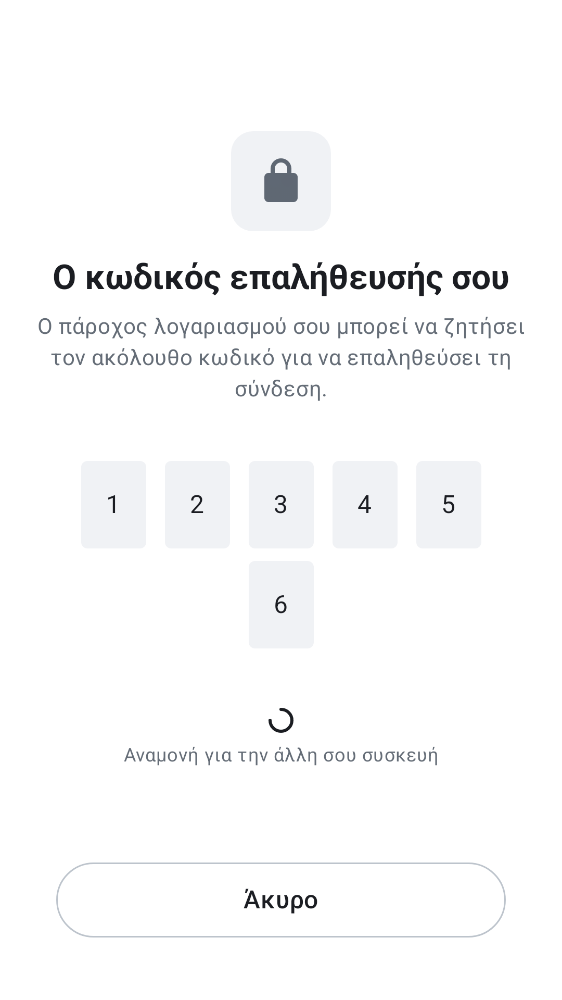 Ο κωδικός επαλήθευσής σου
Ο πάροχος λογαριασμού σου μπορεί να ζητήσει
τον ακόλουθο κωδικό για να επαληθεύσει τη
σύνδεση.
1 2 3 4 5
6
Αναμονή για την άλλη σου συσκευή
Άκυρο